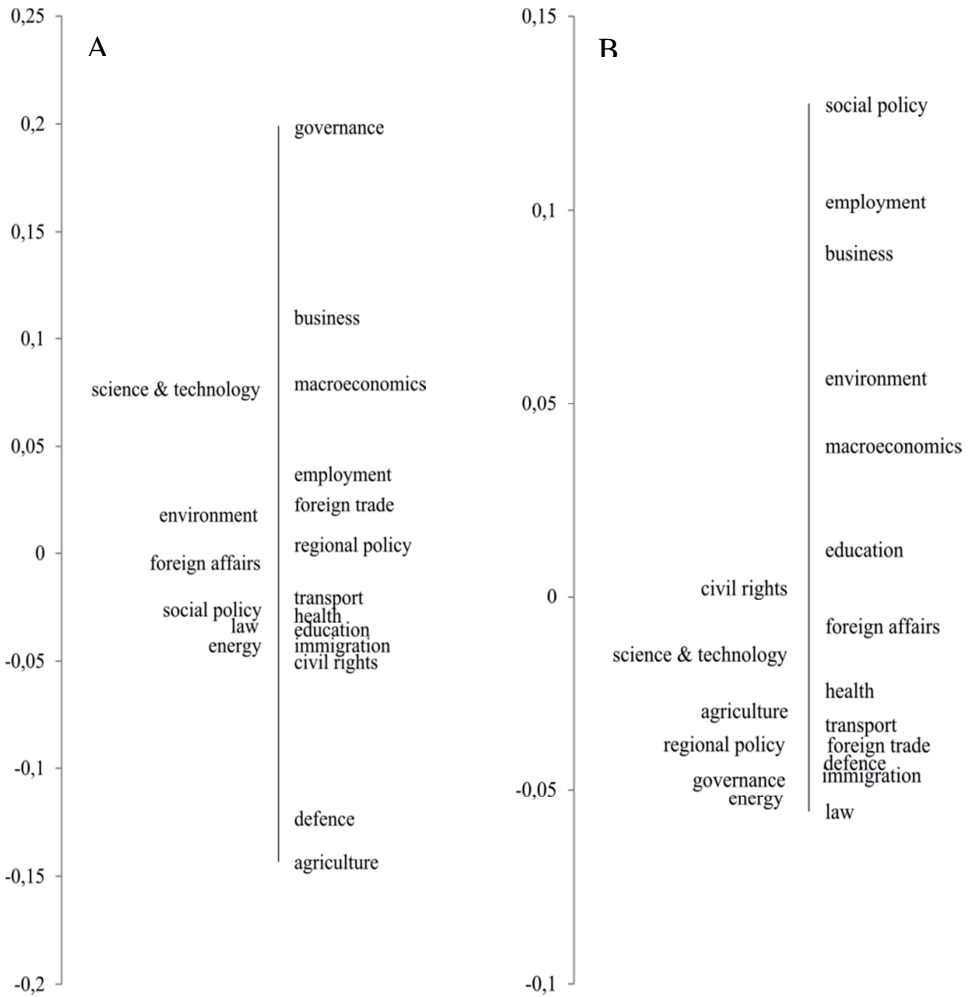 A
0,25
0,2
0,15
0,1
0,05
0
-0,05
-0,1
-0,15
-0,2
governance
business
science & technology
macroeconomics
employment
foreign trade
environment
regional policy
foreign affairs
transport
social policy
health
law
education
energy
immigration
civil rights
defence
agriculture
B
0,15
0,1
0,05
0
-0,05
-0,1
social policy
employment
business
environment
macroeconomics
education
civil rights
foreign affairs
science & technology
health
agriculture
transport
regional policy
foreign trade
defence
immigration
governance
energy
law